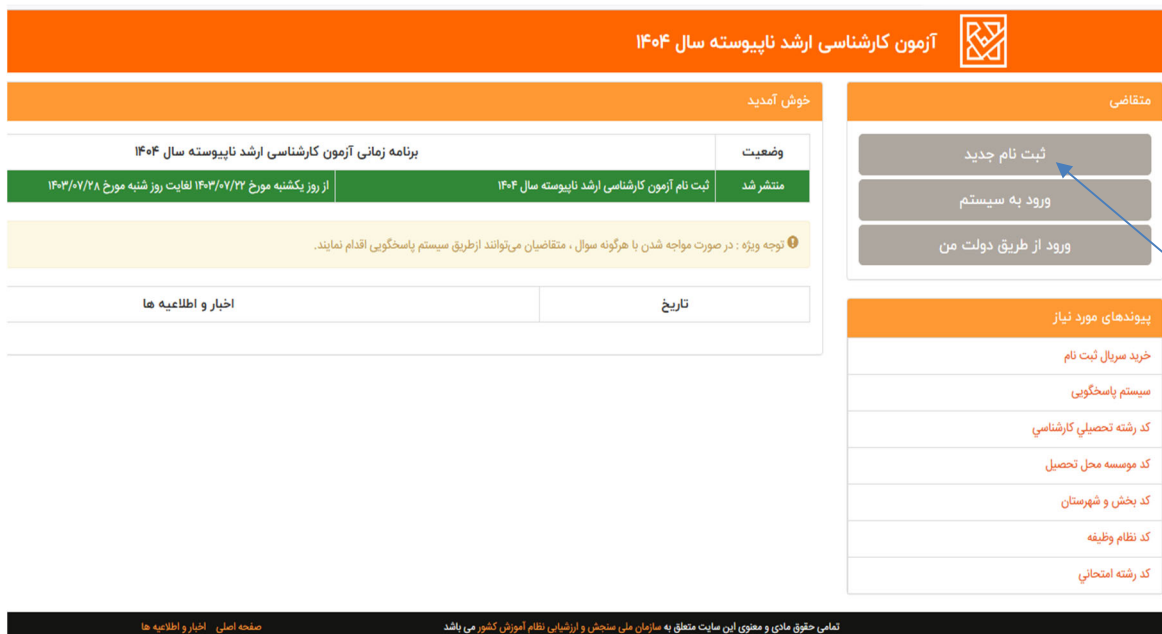 آزمون کارشناسی ارشد ناپیوسته سال ۱۴۰۴
متقاضی
ثبت نام جدید
ورود به سیستم
ورود از طریق دولت من
پیوندهای مورد نیاز
خرید سریال ثبت نام
سیستم پاسخگویی
کد رشته تحصیلي کارشناسي
کد موسسه محل تحصیل
کد بخش و شهرستان
کد نظام وظیفه
کد رشته امتحاني
خوش آمدید
وضعیت برنامه زمانی آزمون کارشناسی ارشد ناپیوسته سال ۱۴۰۴
منتشر شد ثبت نام آزمون کارشناسی ارشد ناپیوسته سال ۱۴۰۴ از روز یکشنبه مورخ ۱۴۰۳/۰۷/۲۲ لغایت روز شنبه مورخ ۱۴۰۳/۰۷/۲۸
توجه ویژه : در صورت مواجه شدن با هرگونه سوال ، متقاضیان می‌توانند ازطریق سیستم پاسخگویی اقدام نمایند.
تاریخ اخبار و اطلاعیه ها
تمامی حقوق مادی و معنوی این سایت متعلق به سازمان ملی سنجش و ارزشیابی نظام آموزش کشور می باشد صفحه اصلی اخبار و اطلاعیه ها